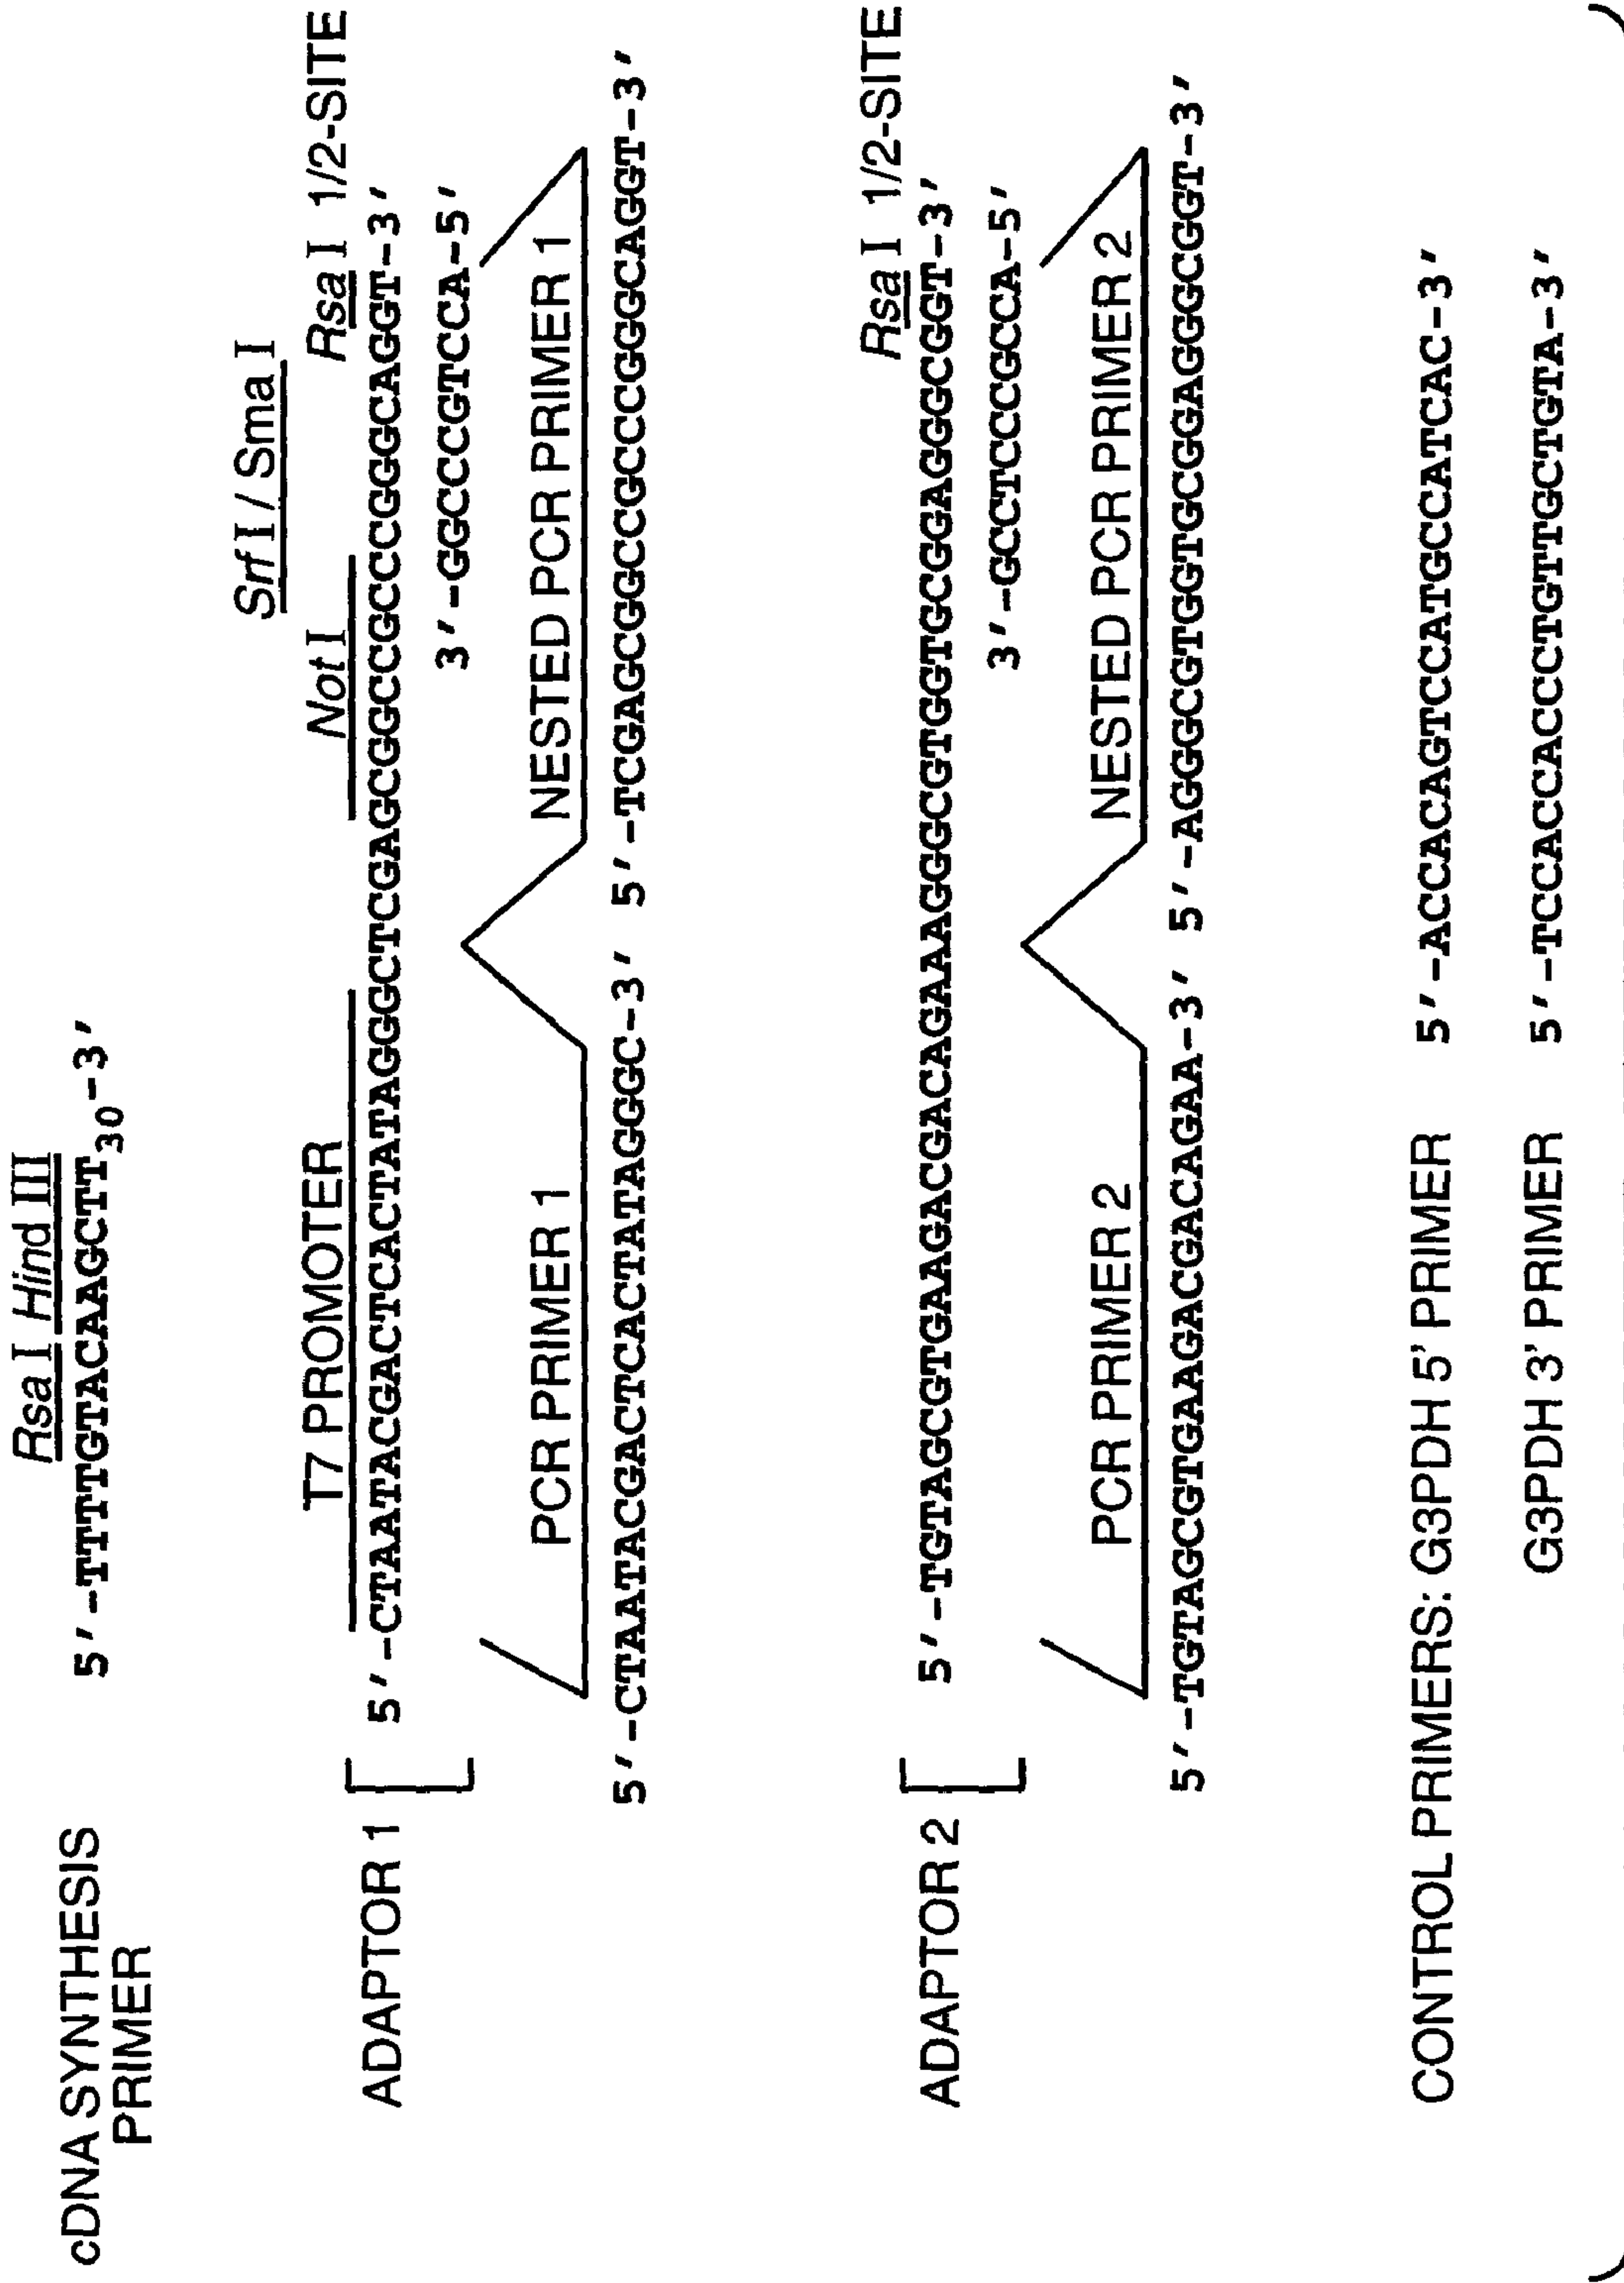 Rsa I Hind III
cDNA SYNTHESIS PRIMER 5'-TTTTGTACAAGCTT30-3'
Srf I / Sma I
T7 PROMOTER Not I Rsa I 1/2-SITE
ADAPTOR 1 5'-CTAATACGACTCACTATAGGGCTCGAGCGGCCGCCCGGGCAGGT-3'
3'-GGCCCGTCCA-5'
PCR PRIMER 1 NESTED PCR PRIMER 1
5'-CTAATACGACTCACTATAGGGC-3' 5'-TCGAGCGGCCGCCCGGGCAGGT-3'
Rsa I 1/2-SITE
ADAPTOR 2 5'-TGTAGCGTGAAGACGACAGAAAGGGCGTGGTGCGGAGGGCGGT-3'
3'-GCCTCCCGCCA-5'
PCR PRIMER 2 NESTED PCR PRIMER 2
5'-TGTAGCGTGAAGACGACAGAA-3' 5'-AGGGCGTGGTGCGGAGGGCGGT-3'
CONTROL PRIMERS: G3PDH 5' PRIMER 5'-ACCACAGTCCATGCCATCAC-3'
G3PDH 3' PRIMER 5'-TCCACCACCCTGTTGCTGTA-3'